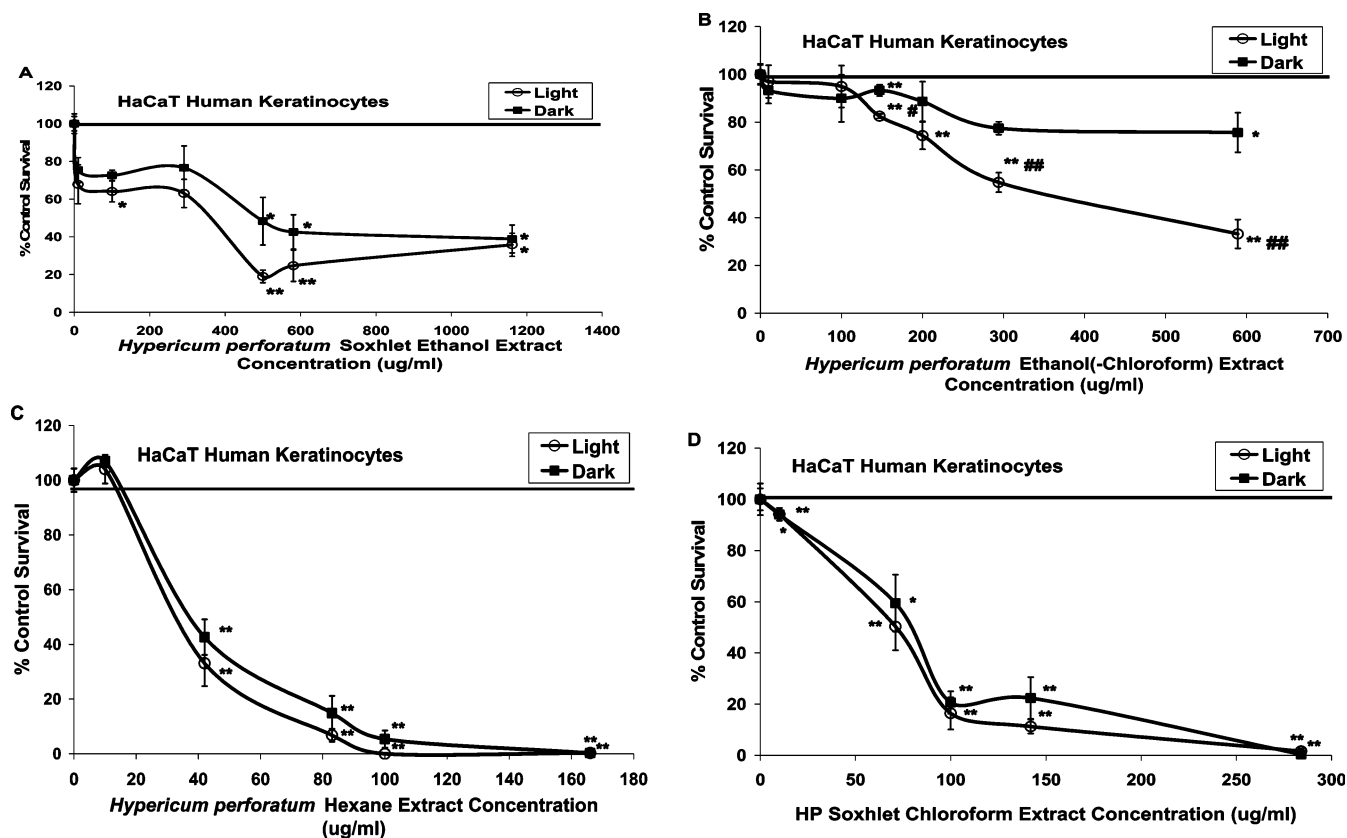 A
HaCaT Human Keratinocytes
Light
Dark
% Control Survival
120
100
80
60
40
20
0
*
*
*
*
*
**
**
0 200 400 600 800 1000 1200 1400
Hypericum perforatum Soxhlet Ethanol Extract
Concentration (ug/ml)
B
HaCaT Human Keratinocytes
Light
Dark
% Control Survival
120
100
80
60
40
20
0
**
** #
**
** ##
*
** ##
0 100 200 300 400 500 600 700
Hypericum perforatum Ethanol(-Chloroform) Extract
Concentration (ug/ml)
C
HaCaT Human Keratinocytes
Light
Dark
% Control Survival
120
100
80
60
40
20
0
**
**
**
**
**
**
**
**
0 20 40 60 80 100 120 140 160 180
Hypericum perforatum Hexane Extract Concentration
(ug/ml)
D
HaCaT Human Keratinocytes
Light
Dark
% Control Survival
120
100
80
60
40
20
0
**
*
*
**
**
**
**
**
**
**
0 50 100 150 200 250 300
HP Soxhlet Chloroform Extract Concentration (ug/ml)